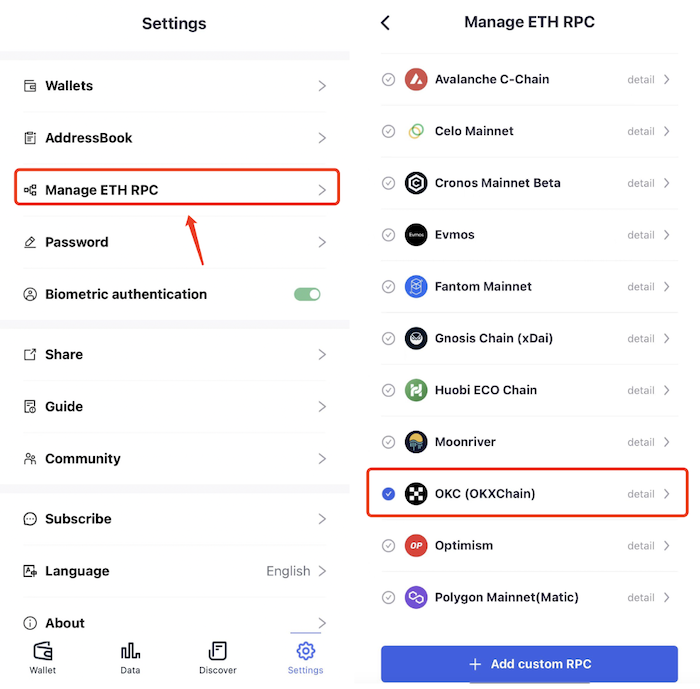 Settings
Wallets
AddressBook
Manage ETH RPC
Password
Biometric authentication
Share
Guide
Community
Subscribe
Language English
About
Wallet Data Discover Settings
Manage ETH RPC
Avalanche C-Chain detail
Celo Mainnet detail
Cronos Mainnet Beta detail
Evmos Evmos detail
Fantom Mainnet detail
Gnosis Chain (xDai) detail
Huobi ECO Chain detail
Moonriver detail
OKC (OKXChain) detail
OP Optimism detail
Polygon Mainnet(Matic) detail
+ Add custom RPC